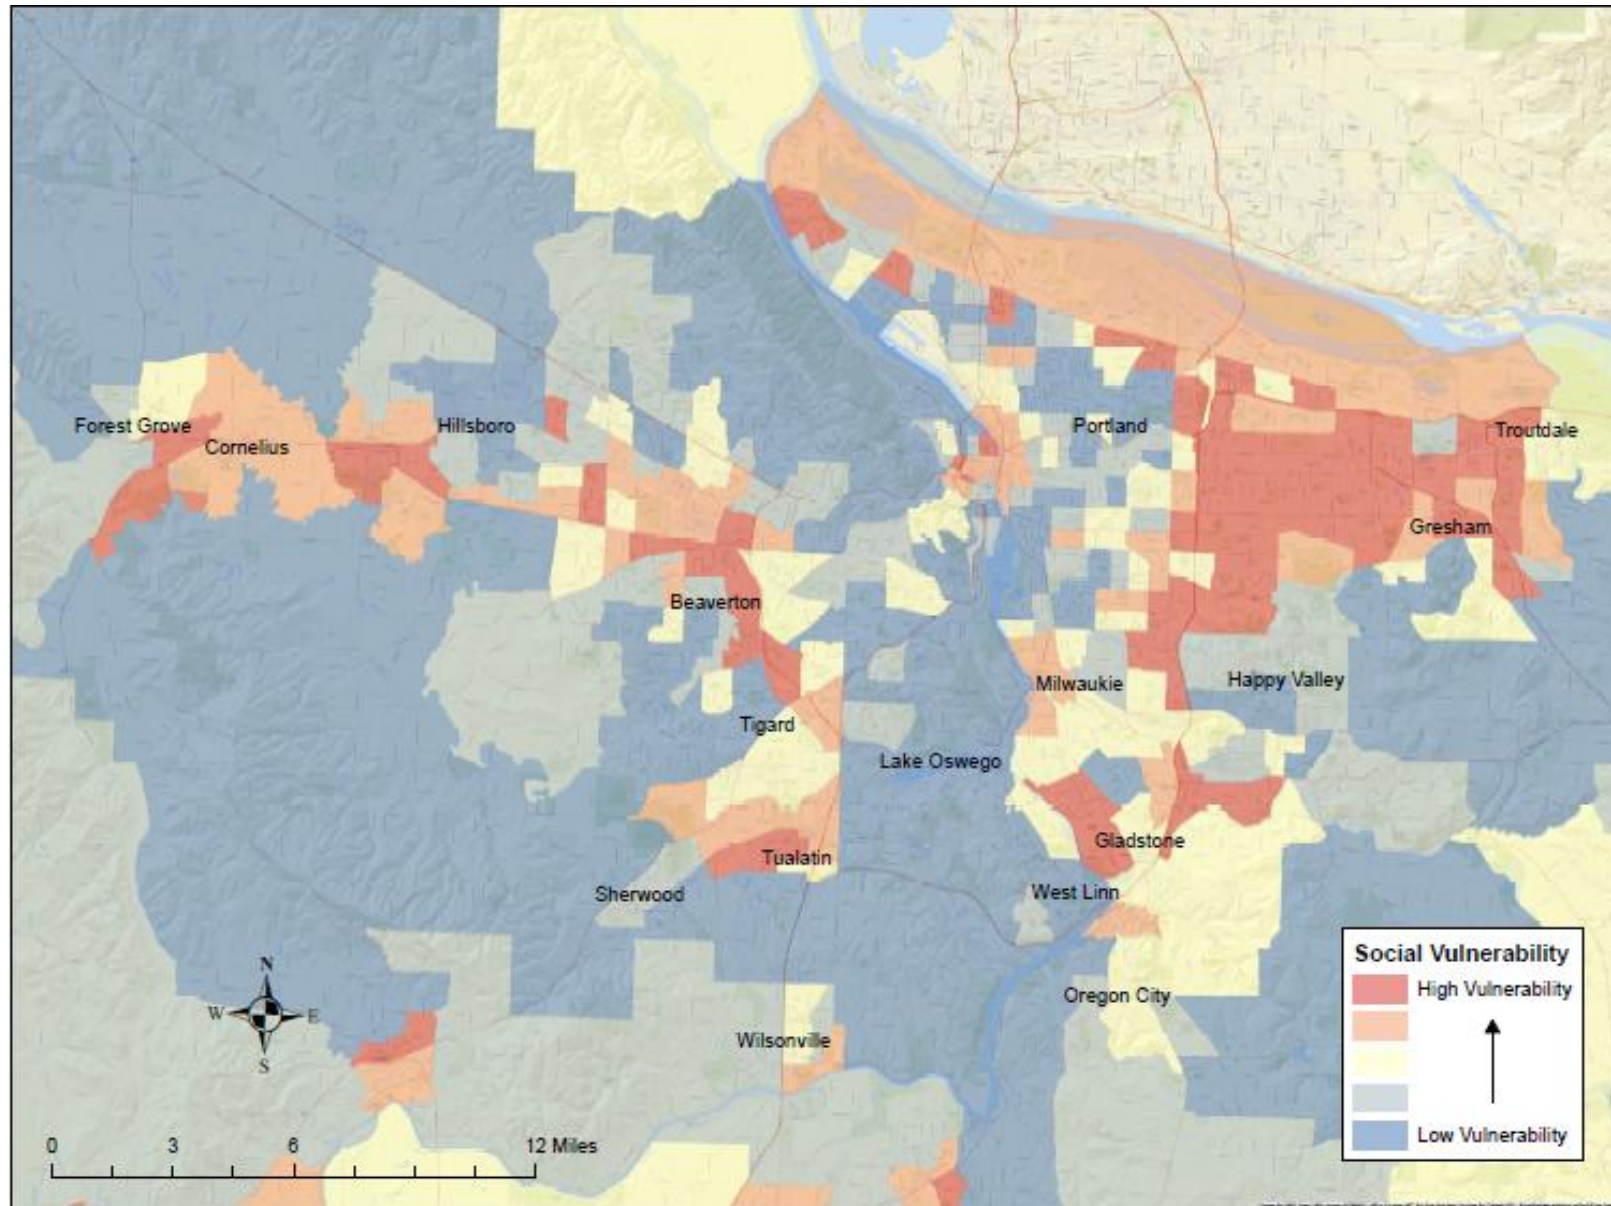 Forest Grove
Cornelius
Hillsboro
Portland
Troutdale
Gresham
Beaverton
Milwaukie
Happy Valley
Tigard
Lake Oswego
Gladstone
Tualatin
Sherwood
West Linn
Oregon City
Wilsonville
N
W E
S
0 3 6 12 Miles
Social Vulnerability
High Vulnerability
Low Vulnerability